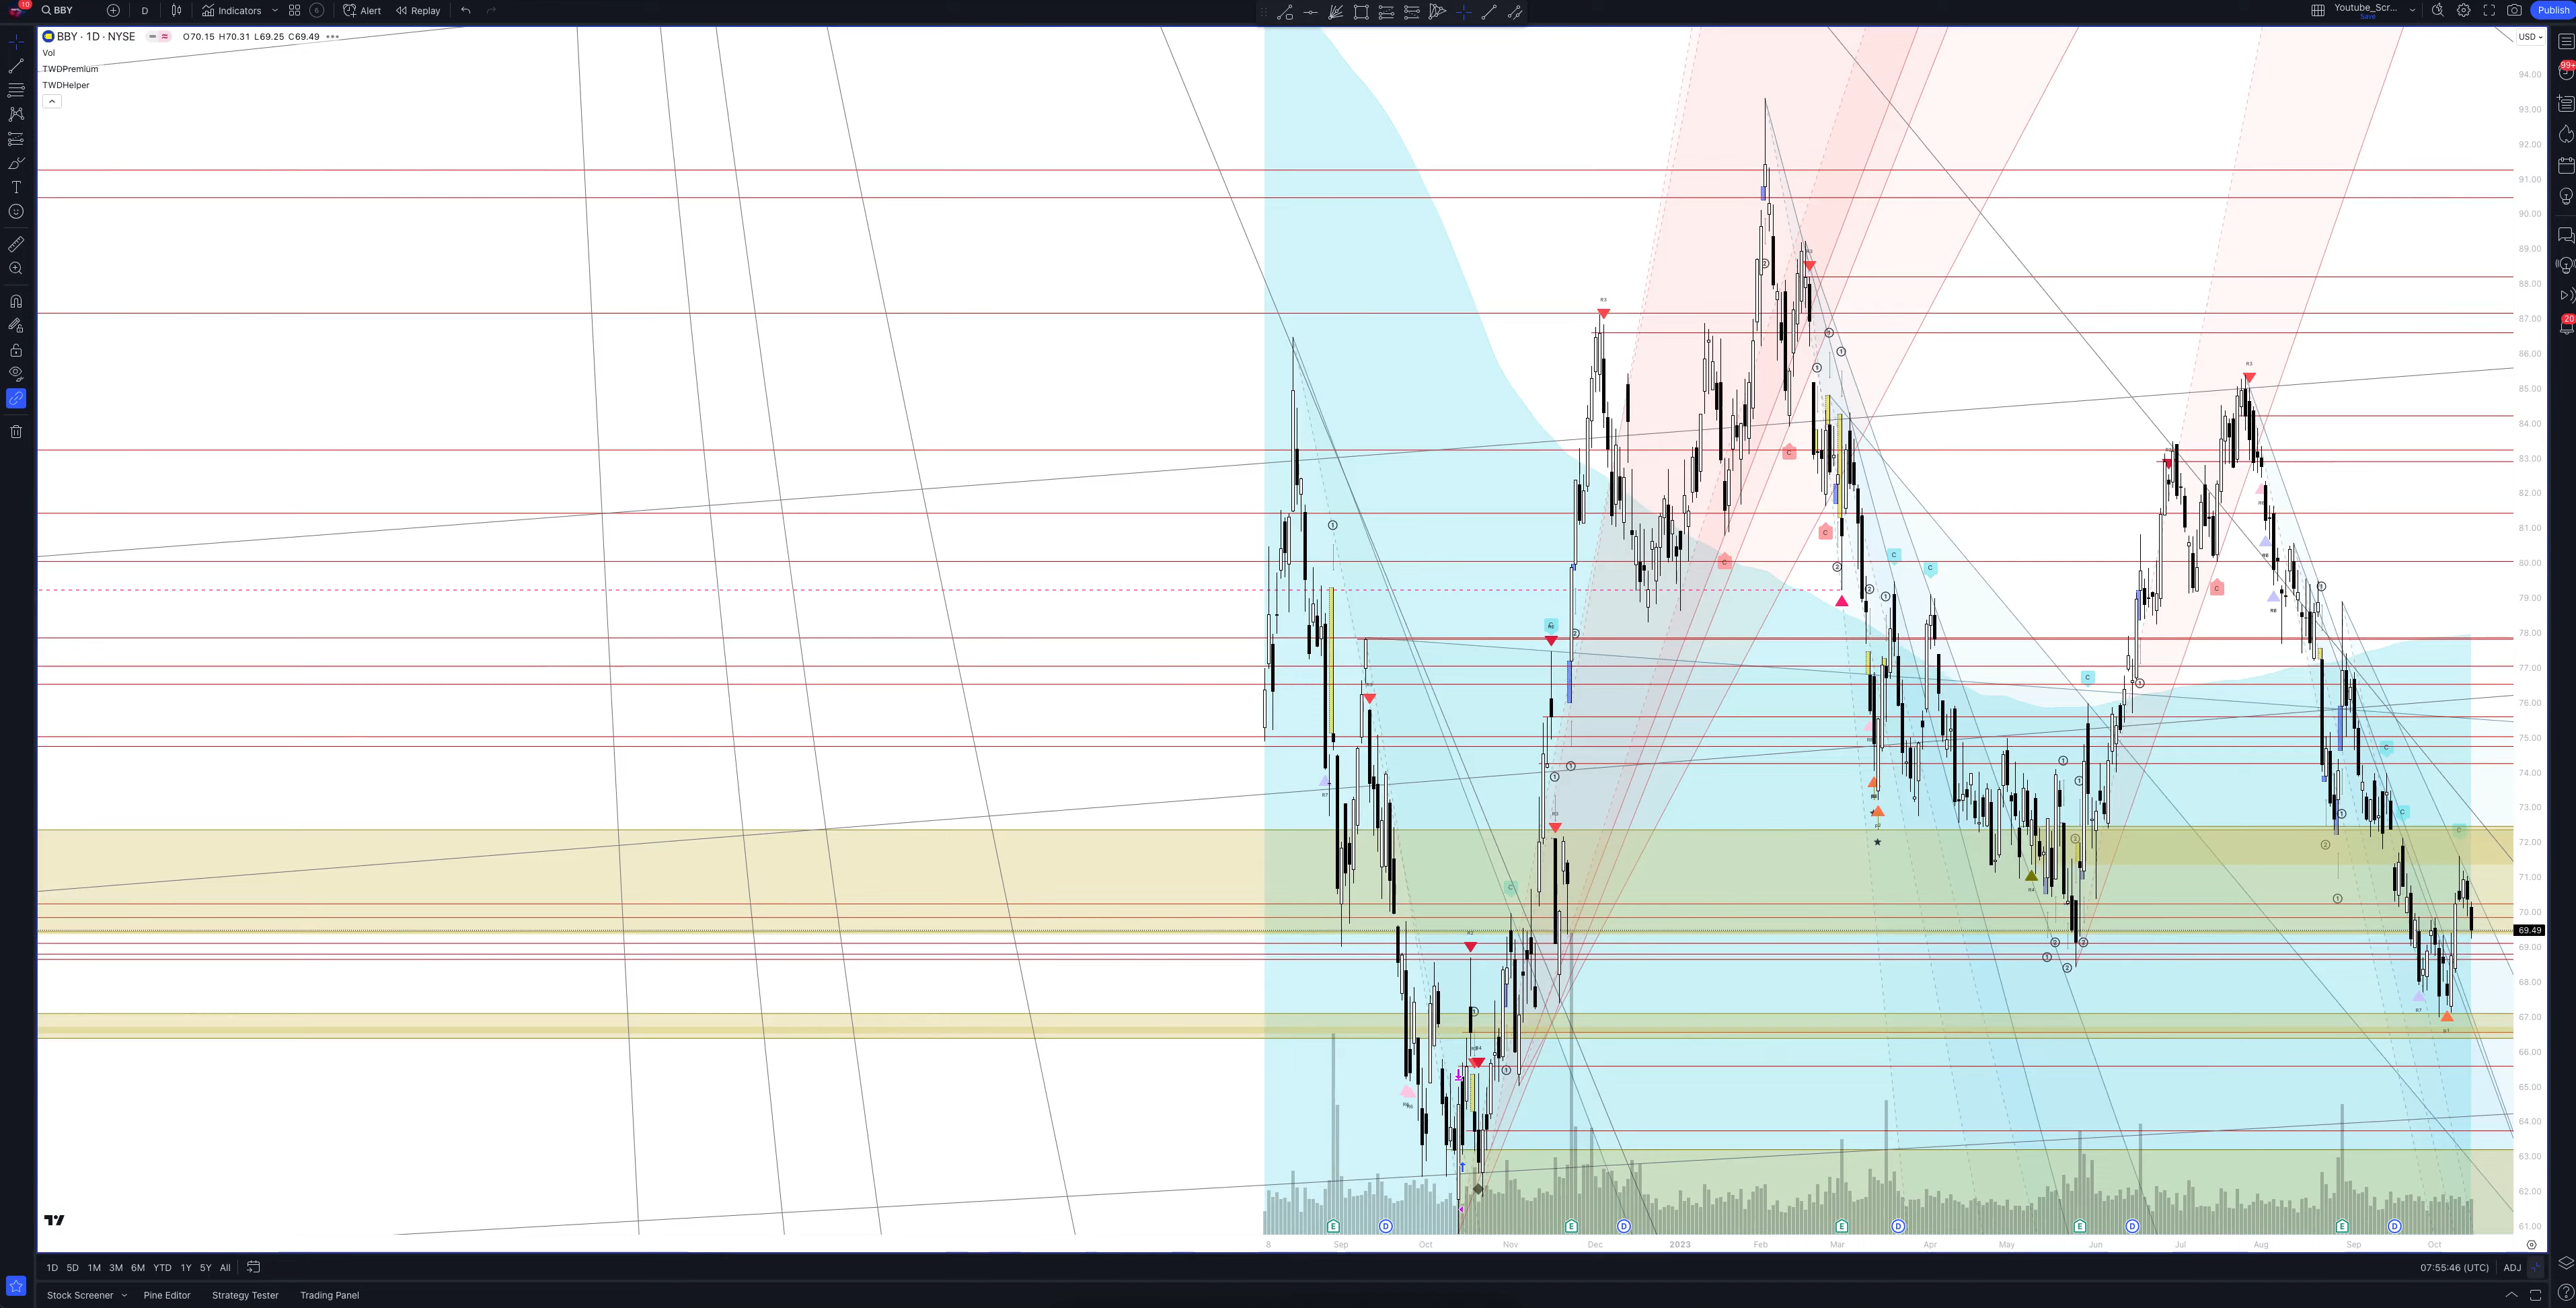 10
BBY
D
Indicators
6
Alert
Replay
Youtube_Scr...
Save
Publish
BBY · 1D · NYSE O70.15 H70.31 L69.25 C69.49
Vol
TWDPremium
TWDHelper
USD
94.00
93.00
92.00
91.00
90.00
89.00
88.00
87.00
86.00
85.00
84.00
83.00
82.00
81.00
80.00
79.00
78.00
77.00
76.00
75.00
74.00
73.00
72.00
71.00
70.00
69.49
69.00
68.00
67.00
66.00
65.00
64.00
63.00
62.00
61.00
99+
20
8 Sep Oct Nov Dec 2023 Feb Mar Apr May Jun Jul Aug Sep Oct
E D E D E D E D E D
1D 5D 1M 3M 6M YTD 1Y 5Y All
07:55:46 (UTC) ADJ
Stock Screener Pine Editor Strategy Tester Trading Panel